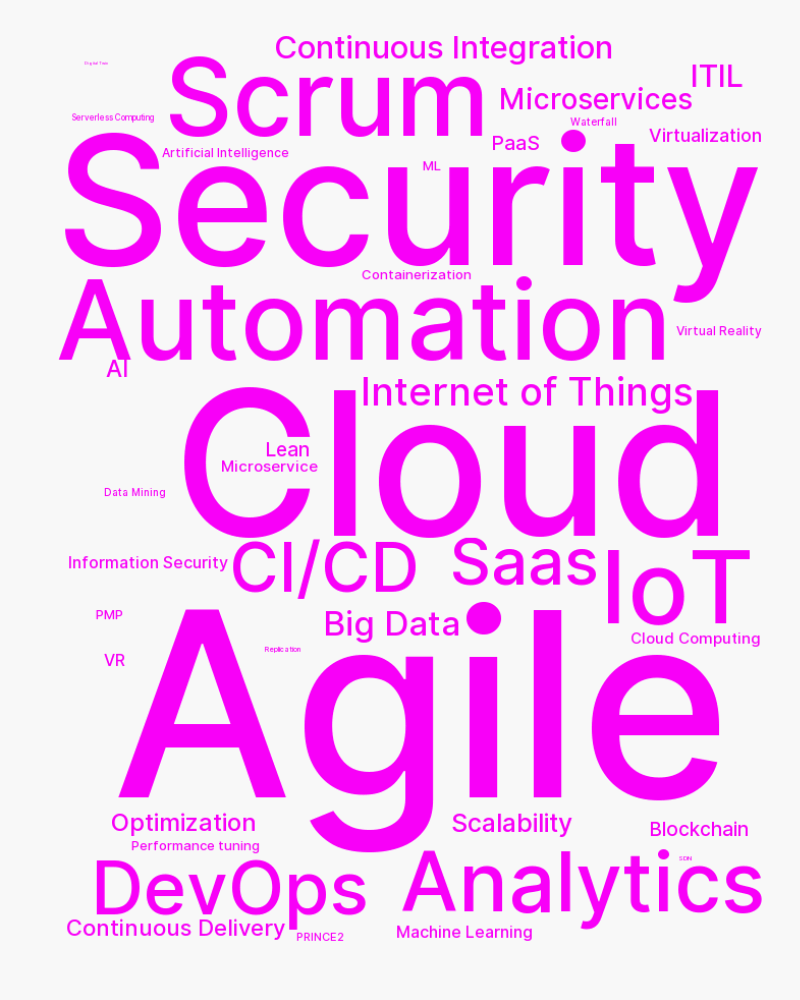 Continuous Integration
Digital Twin
Scrum
ITIL
Microservices
Serverless Computing
Waterfall
Virtualization
PaaS
Artificial Intelligence
ML
Security
Containerization
Automation
Virtual Reality
AI
Internet of Things
Cloud
Lean
Microservice
Data Mining
CI/CD
Saas
IoT
Information Security
PMP
Big Data
Cloud Computing
Replication
VR
Agile
Optimization
Scalability
Blockchain
Performance tuning
SDN
DevOps
Analytics
Continuous Delivery
PRINCE2
Machine Learning